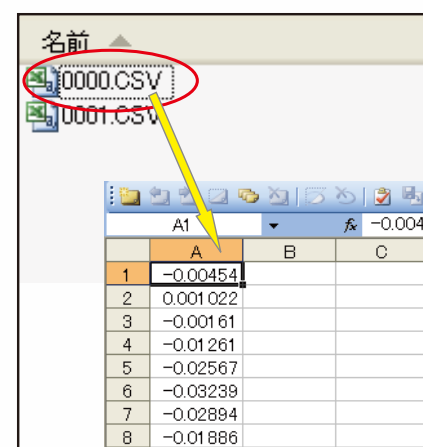 名前
0000.CSV
0001.CSV
A1 fx -0.004
A B C
1 -0.00454
2 0.001022
3 -0.00161
4 -0.01261
5 -0.02567
6 -0.03239
7 -0.02894
8 -0.01886